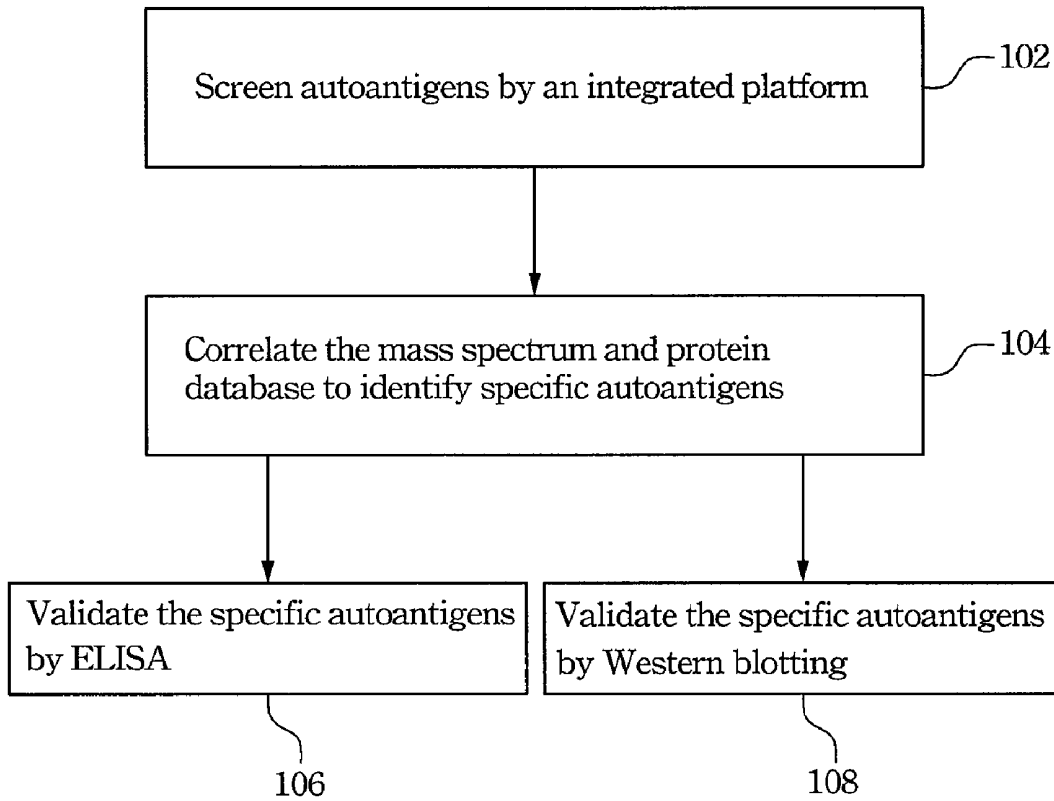 102
Screen autoantigens by an integrated platform
104
Correlate the mass spectrum and protein
database to identify specific autoantigens
Validate the specific autoantigens
by ELISA
Validate the specific autoantigens
by Western blotting
106
108